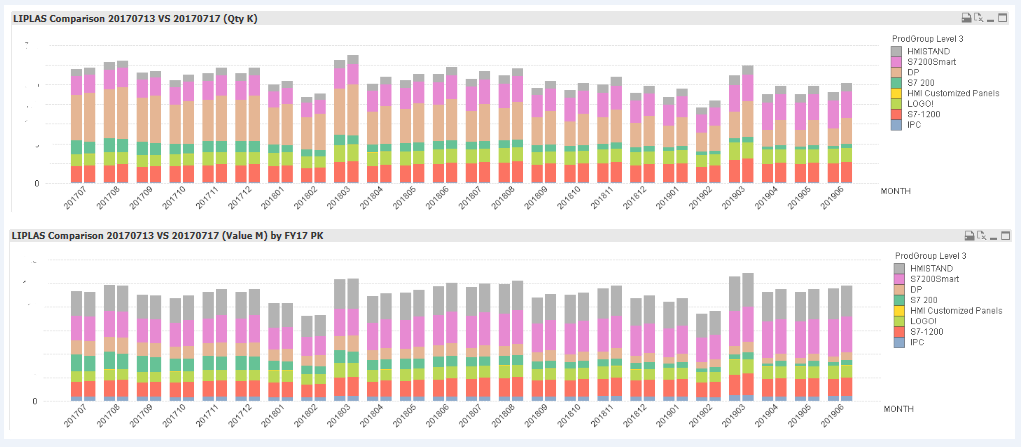 LIPLAS Comparison 20170713 VS 20170717 (Qty K)
ProdGroup Level 3
HMISTAND
S7200Smart
DP
S7 200
HMI Customized Panels
LOGO!
S7-1200
IPC
0
201707 201708 201709 201710 201711 201712 201801 201802 201803 201804 201805 201806 201807 201808 201809 201810 201811 201812 201901 201902 201903 201904 201905 201906
MONTH
LIPLAS Comparison 20170713 VS 20170717 (Value M) by FY17 PK
ProdGroup Level 3
HMISTAND
S7200Smart
DP
S7 200
HMI Customized Panels
LOGO!
S7-1200
IPC
0
201707 201708 201709 201710 201711 201712 201801 201802 201803 201804 201805 201806 201807 201808 201809 201810 201811 201812 201901 201902 201903 201904 201905 201906
MONTH